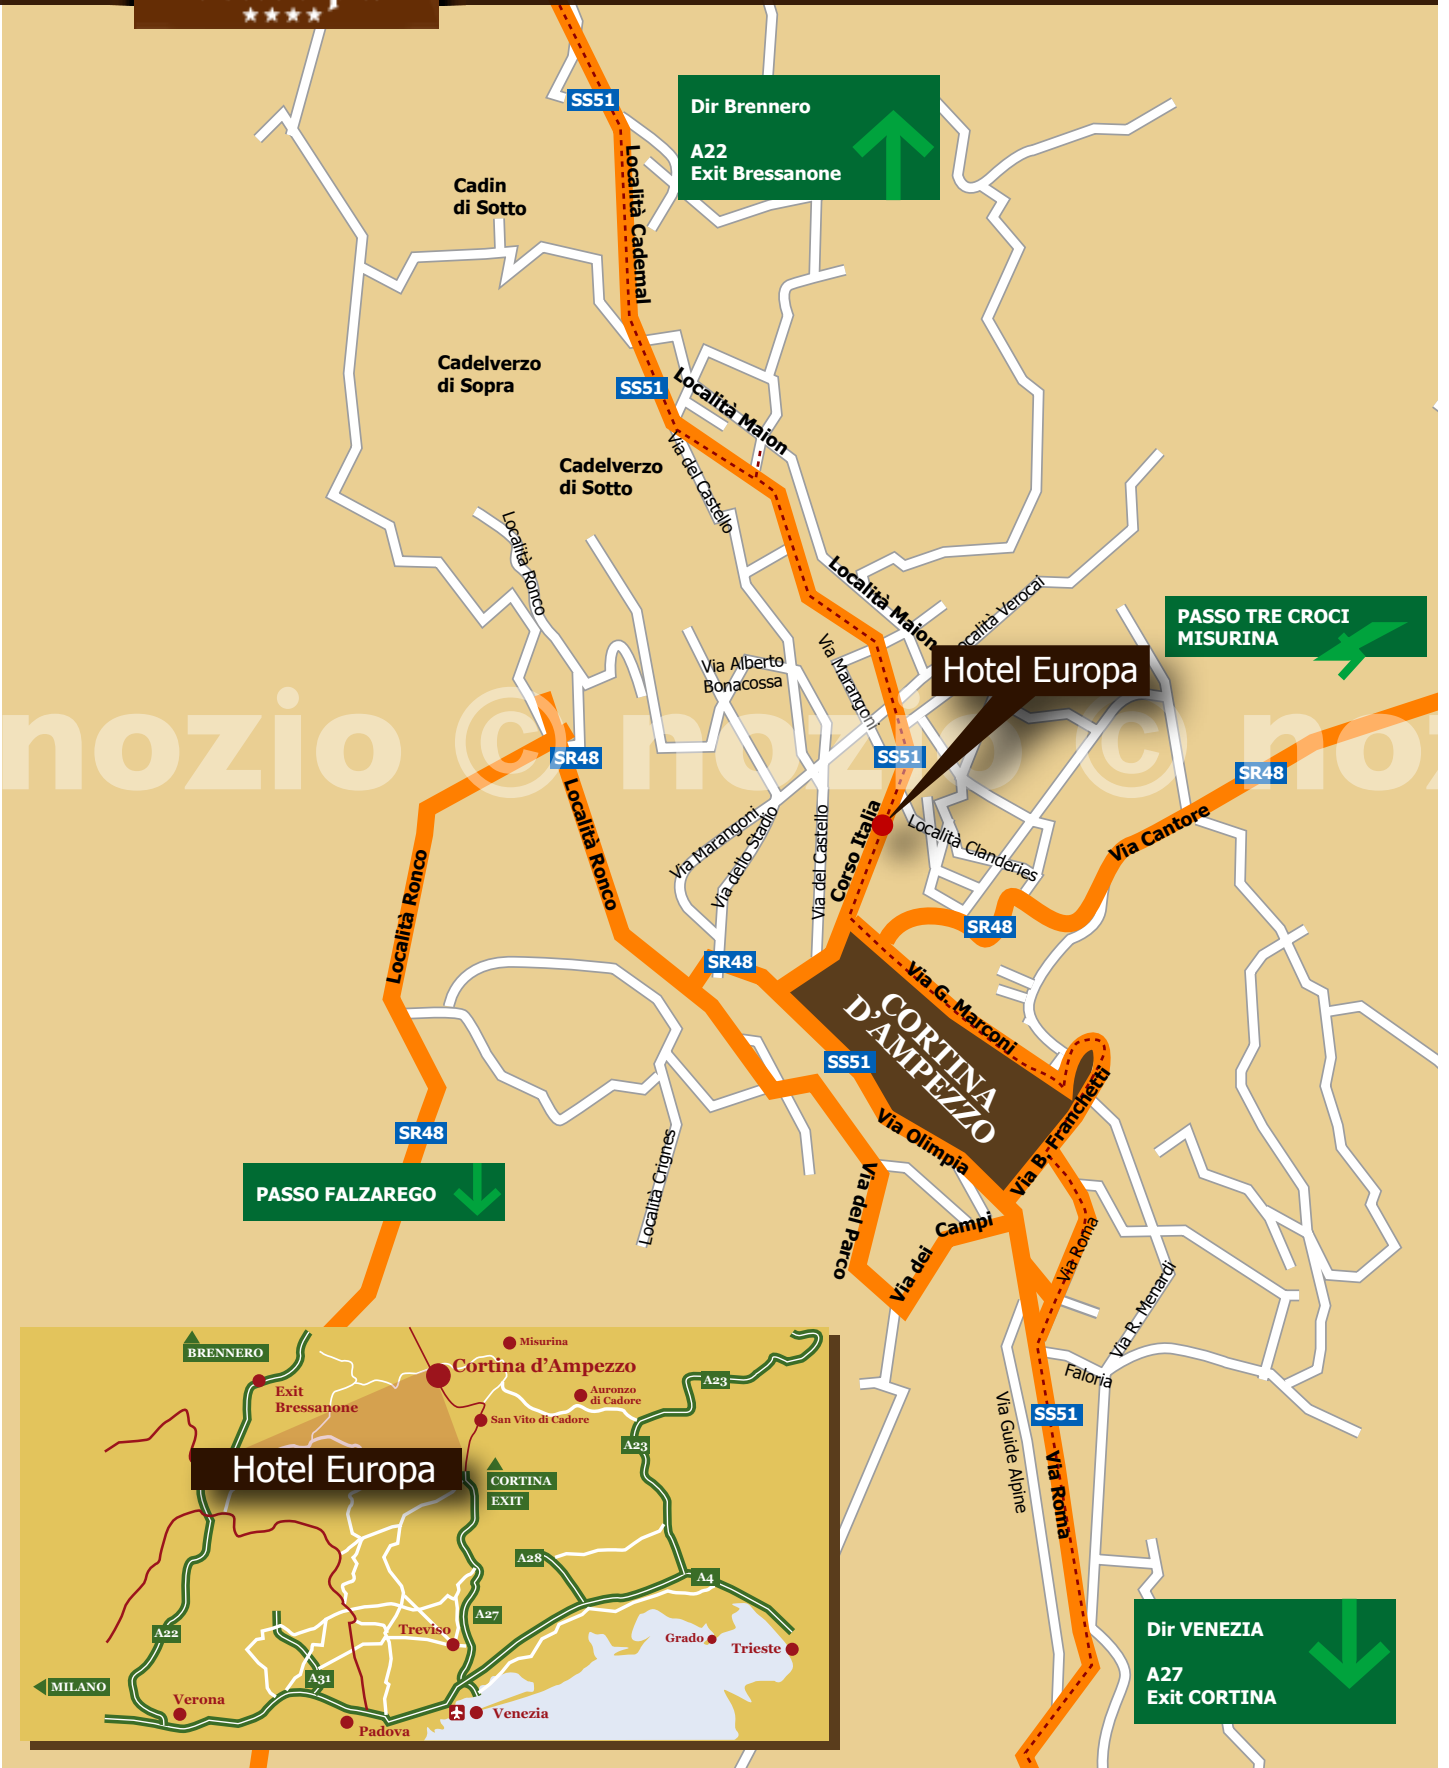 ★★★★
SS51
Dir Brennero
A22
Exit Bressanone
Località Cademai
Cadin
di Sotto
Cadelverzo
di Sopra
SS51
Località Maion
Cadelverzo
di Sotto
Via del Castello
Località Ronco
Località Maion
Località Verocai
PASSO TRE CROCI
MISURINA
Via Marangoni
Via Alberto
Bonacossa
Hotel Europa
nozio © nozio © noz
SR48
SS51
SR48
Località Ronco
Via Marangoni
Via dello Stadio
Via del Castello
Corso Italia
Località Clanderies
Via Cantore
Località Ronco
SR48
SR48
Via G. Marconi
CORTINA
D'AMPEZZO
SS51
Via Olimpia
Via B. Franchetti
SR48
PASSO FALZAREGO
Località Crignes
Via del Parco
Via dei
Campi
Via Roma
Via R. Menardi
Faloria
SS51
Via Guide Alpine
Via Roma
Dir VENEZIA
A27
Exit CORTINA
BRENNERO
Misurina
Cortina d'Ampezzo
Exit
Bressanone
Auronzo
di Cadore
A23
San Vito di Cadore
A23
Hotel Europa
CORTINA
EXIT
A28
A4
A22
A27
Treviso
Grado
Trieste
A31
MILANO
Verona
Padova
Venezia